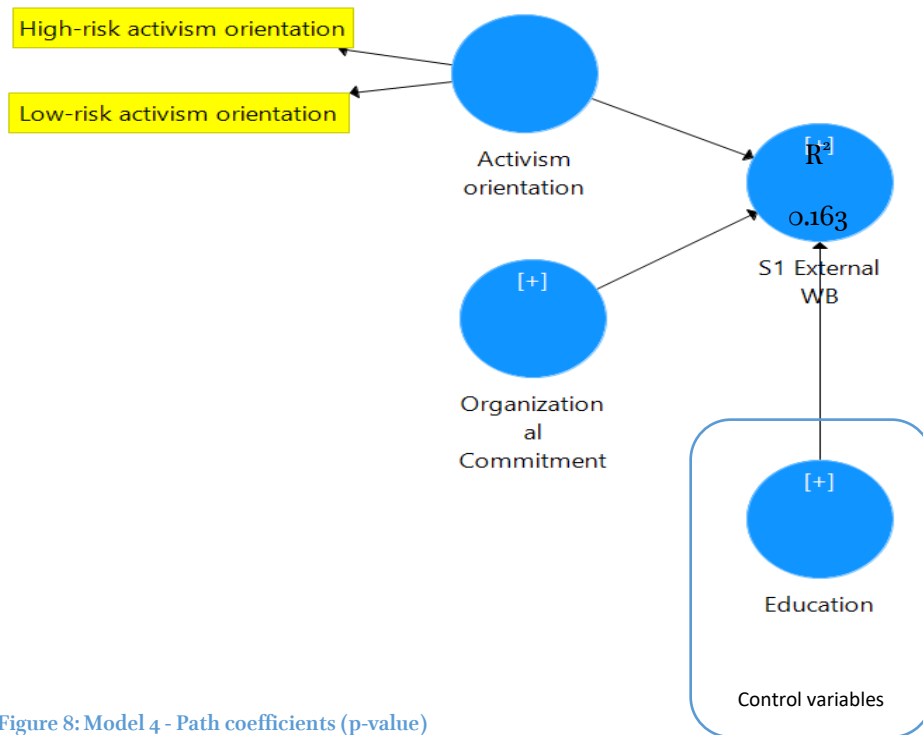 High-risk activism orientation
Low-risk activism orientation
Activism
orientation
[+]
R²
0.163
S1 External
WB
[+]
Organization
al
Commitment
[+]
Education
Control variables
Figure 8: Model 4 - Path coefficients (p-value)